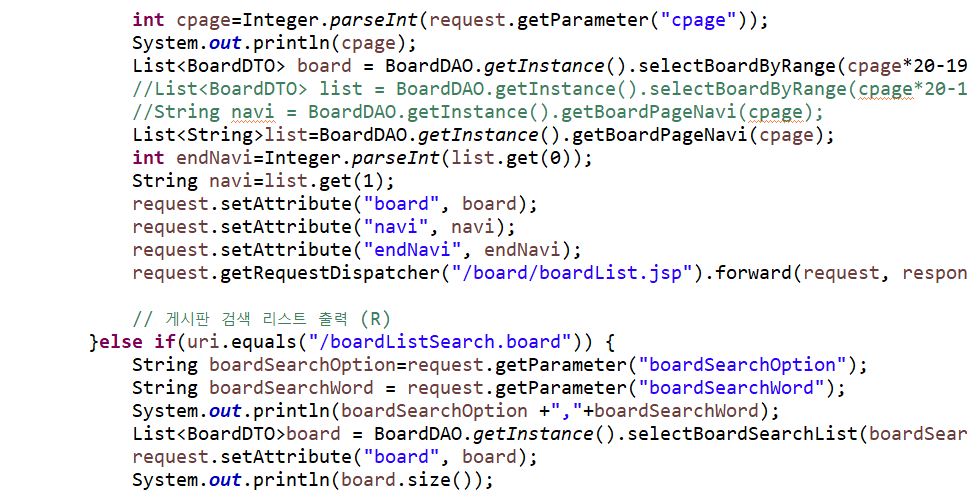 int cpage=Integer.parseInt(request.getParameter("cpage"));
System.out.println(cpage);
List<BoardDTO> board = BoardDAO.getInstance().selectBoardByRange(cpage*20-19
//List<BoardDTO> list = BoardDAO.getInstance().selectBoardByRange(cpage*20-1
//String navi = BoardDAO.getInstance().getBoardPageNavi(cpage);
List<String>list=BoardDAO.getInstance().getBoardPageNavi(cpage);
int endNavi=Integer.parseInt(list.get(0));
String navi=list.get(1);
request.setAttribute("board", board);
request.setAttribute("navi", navi);
request.setAttribute("endNavi", endNavi);
request.getRequestDispatcher("/board/boardList.jsp").forward(request, respon
// 게시판 검색 리스트 출력 (R)
}else if(uri.equals("/boardListSearch.board")) {
String boardSearchOption=request.getParameter("boardSearchOption");
String boardSearchWord = request.getParameter("boardSearchWord");
System.out.println(boardSearchOption +","+boardSearchWord);
List<BoardDTO>board = BoardDAO.getInstance().selectBoardSearchList(boardSear
request.setAttribute("board", board);
System.out.println(board.size());